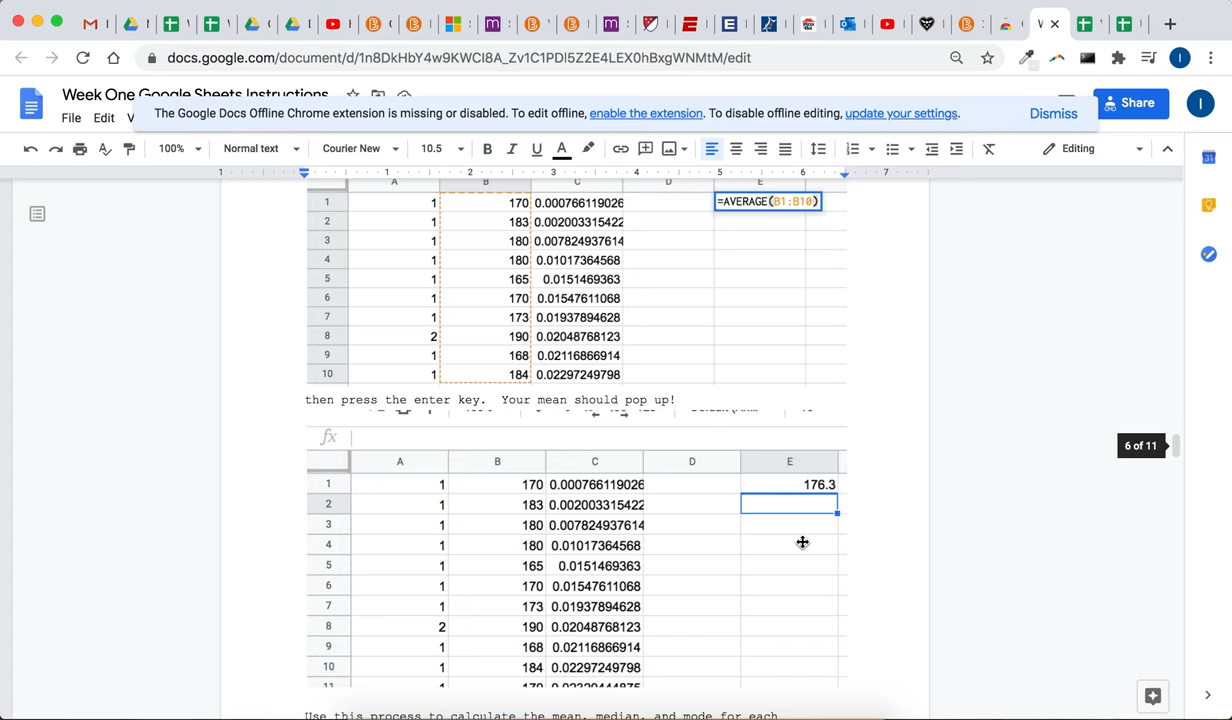 docs.google.com/document/d/1n8DkHbY4w9KWCl8A_Zv1C1PDl5Z2E4LEX0hBxgWNMtM/edit
Week One Google Sheets Instructions
The Google Docs Offline Chrome extension is missing or disabled. To edit offline, enable the extension. To disable offline editing, update your settings.
Dismiss
Share
I
File Edit
100% Normal text Courier New 10.5 B I U A Editing
1 1 2 3 4 5 6 7
A B C D E
1 1 170 0.000766119026 =AVERAGE(B1:B10)
2 1 183 0.002003315422
3 1 180 0.007824937614
4 1 180 0.01017364568
5 1 165 0.0151469363
6 1 170 0.01547611068
7 1 173 0.01937894628
8 2 190 0.02048768123
9 1 168 0.02116866914
10 1 184 0.02297249798
then press the enter key. Your mean should pop up!
fx
A B C D E
1 1 170 0.000766119026 176.3
2 1 183 0.002003315422
3 1 180 0.007824937614
4 1 180 0.01017364568
5 1 165 0.0151469363
6 1 170 0.01547611068
7 1 173 0.01937894628
8 2 190 0.02048768123
9 1 168 0.02116866914
10 1 184 0.02297249798
Use this process to calculate the mean, median, and mode for each
6 of 11